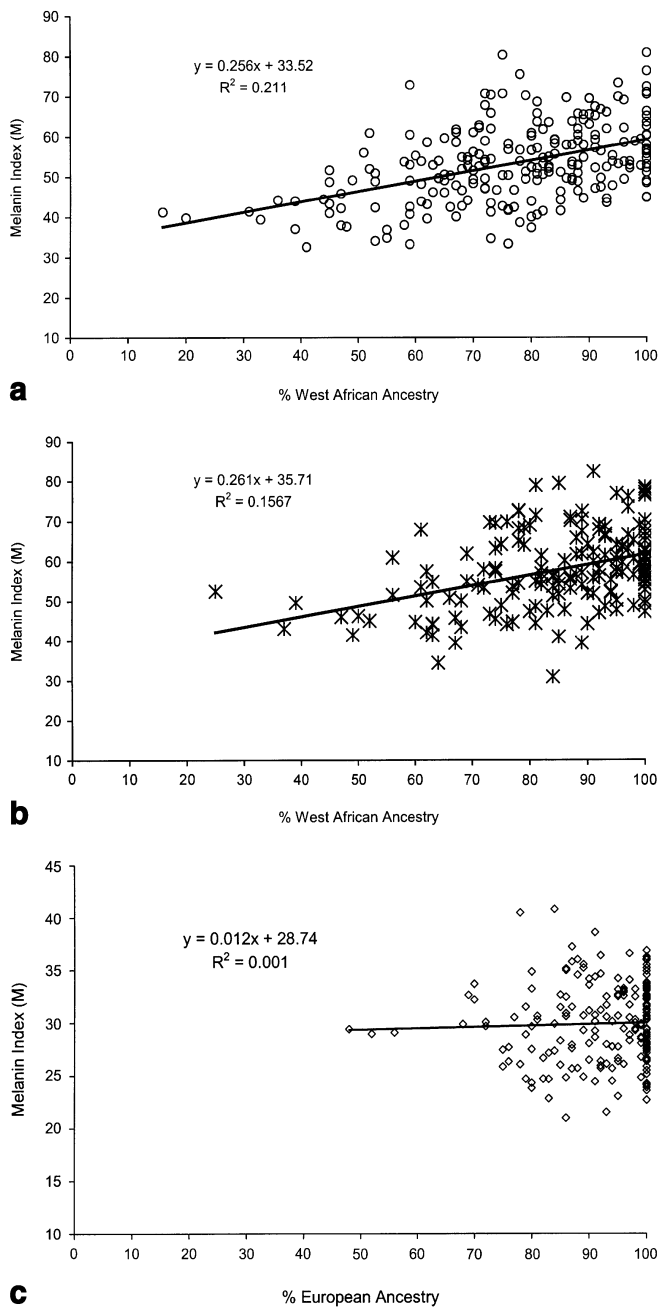 90
80
70
60
50
40
30
20
10
Melanin Index (M)
y = 0.256x + 33.52
R² = 0.211
0 10 20 30 40 50 60 70 80 90 100
% West African Ancestry
a
90
80
70
60
50
40
30
20
10
Melanin Index (M)
y = 0.261x + 35.71
R² = 0.1567
0 10 20 30 40 50 60 70 80 90 100
% West African Ancestry
b
45
40
35
30
25
20
15
10
Melanin Index (M)
y = 0.012x + 28.74
R² = 0.001
0 10 20 30 40 50 60 70 80 90 100
% European Ancestry
c